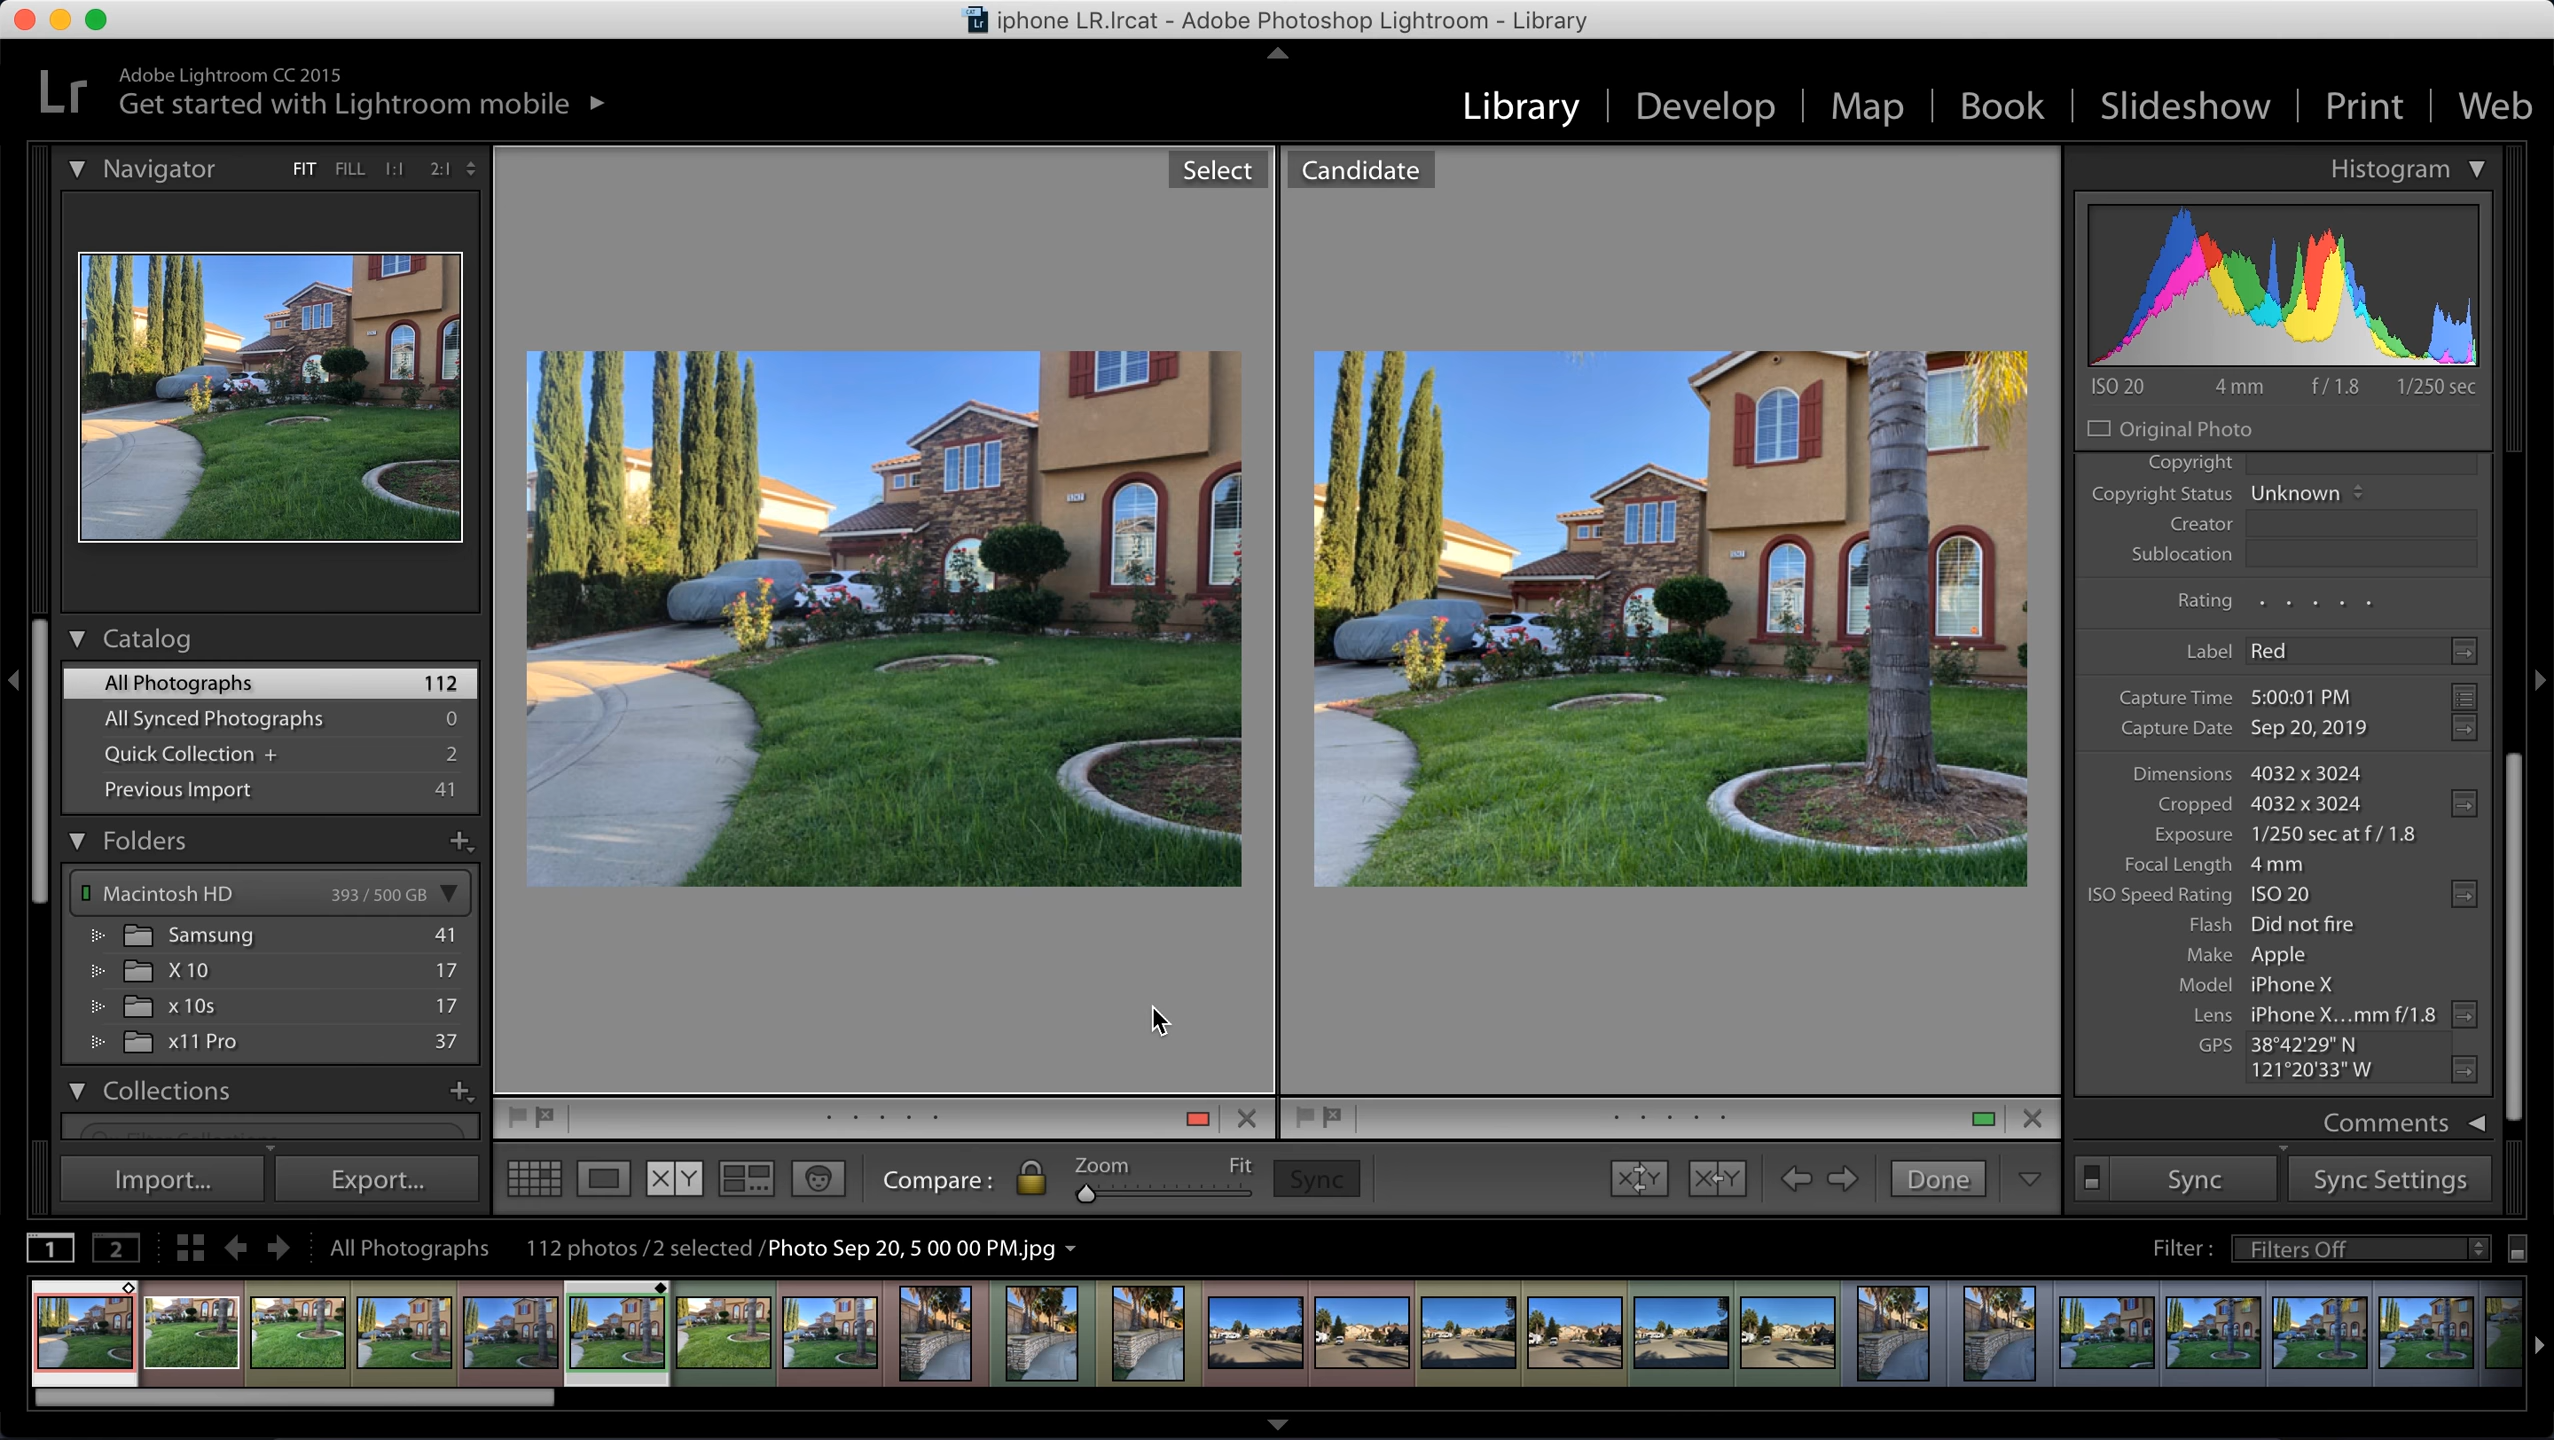 iphone LR.lrcat - Adobe Photoshop Lightroom - Library
Lr
Adobe Lightroom CC 2015
Get started with Lightroom mobile
Library | Develop | Map | Book | Slideshow | Print | Web
Navigator FIT FILL 1:1 2:1
Catalog
All Photographs 112
All Synced Photographs 0
Quick Collection + 2
Previous Import 41
Folders
Macintosh HD 393 / 500 GB
Samsung 41
X 10 17
x 10s 17
x11 Pro 37
Collections
Filter Collections
Import... Export...
Select
Candidate
Compare : Zoom Fit Sync
X Y
Done
Histogram
ISO 20 4 mm f / 1.8 1/250 sec
Original Photo
Copyright
Copyright Status Unknown
Creator
Sublocation
Rating
Label Red
Capture Time 5:00:01 PM
Capture Date Sep 20, 2019
Dimensions 4032 x 3024
Cropped 4032 x 3024
Exposure 1/250 sec at f / 1.8
Focal Length 4 mm
ISO Speed Rating ISO 20
Flash Did not fire
Make Apple
Model iPhone X
Lens iPhone X...mm f/1.8
GPS 38°42'29" N
121°20'33" W
Comments
Sync Sync Settings
1 2 All Photographs 112 photos / 2 selected / Photo Sep 20, 5 00 00 PM.jpg
Filter : Filters Off